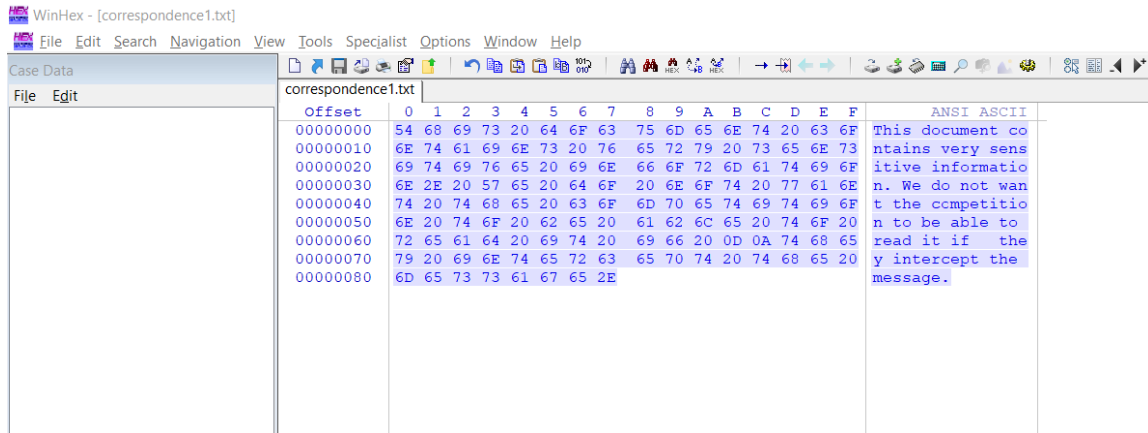 WinHex - [correspondence1.txt]
File Edit Search Navigation View Tools Specialist Options Window Help
Case Data
File Edit
correspondence1.txt
Offset 0 1 2 3 4 5 6 7 8 9 A B C D E F ANSI ASCII
00000000 54 68 69 73 20 64 6F 63 75 6D 65 6E 74 20 63 6F This document co
00000010 6E 74 61 69 6E 73 20 76 65 72 79 20 73 65 6E 73 ntains very sens
00000020 69 74 69 76 65 20 69 6E 66 6F 72 6D 61 74 69 6F itive informatio
00000030 6E 2E 20 57 65 20 64 6F 20 6E 6F 74 20 77 61 6E n. We do not wan
00000040 74 20 74 68 65 20 63 6F 6D 70 65 74 69 74 69 6F t the competitio
00000050 6E 20 74 6F 20 62 65 20 61 62 6C 65 20 74 6F 20 n to be able to
00000060 72 65 61 64 20 69 74 20 69 66 20 0D 0A 74 68 65 read it if the
00000070 79 20 69 6E 74 65 72 63 65 70 74 20 74 68 65 20 y intercept the
00000080 6D 65 73 73 61 67 65 2E message.